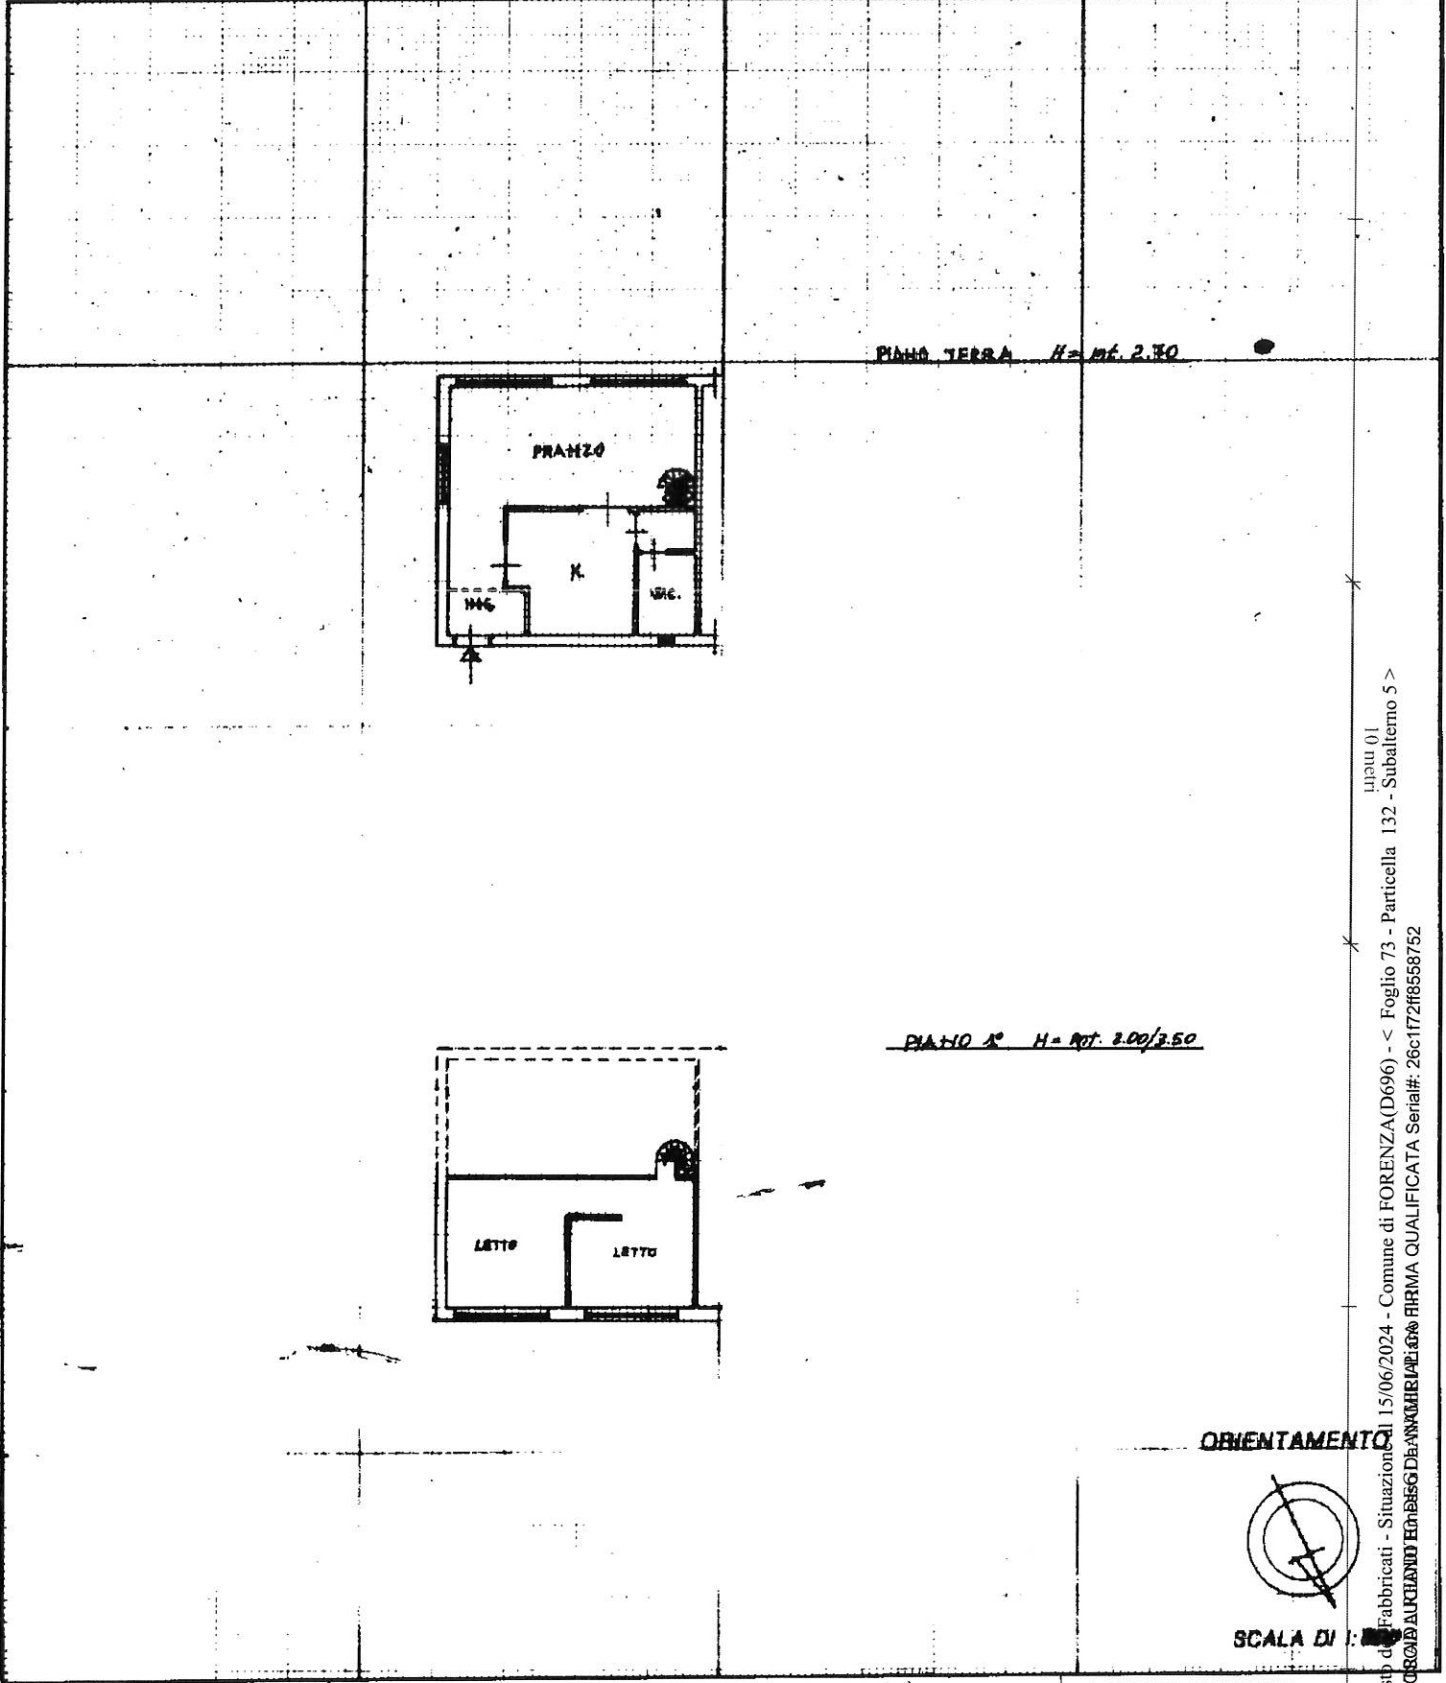 PIANO TERRA H= mt. 2.70
PRANZO
K.
ING.
W.C.
PIANO 1° H= mt. 2.00/3.50
LETTO
LETTO
ORIENTAMENTO
SCALA DI 1:
10 metri
Fabbricati - Situazione al 15/06/2024 - Comune di FORENZA(D696) - < Foglio 73 - Particella 132 - Subalterno 5 >
FIRMA QUALIFICATA Serial#: 26c1f72ff8558752